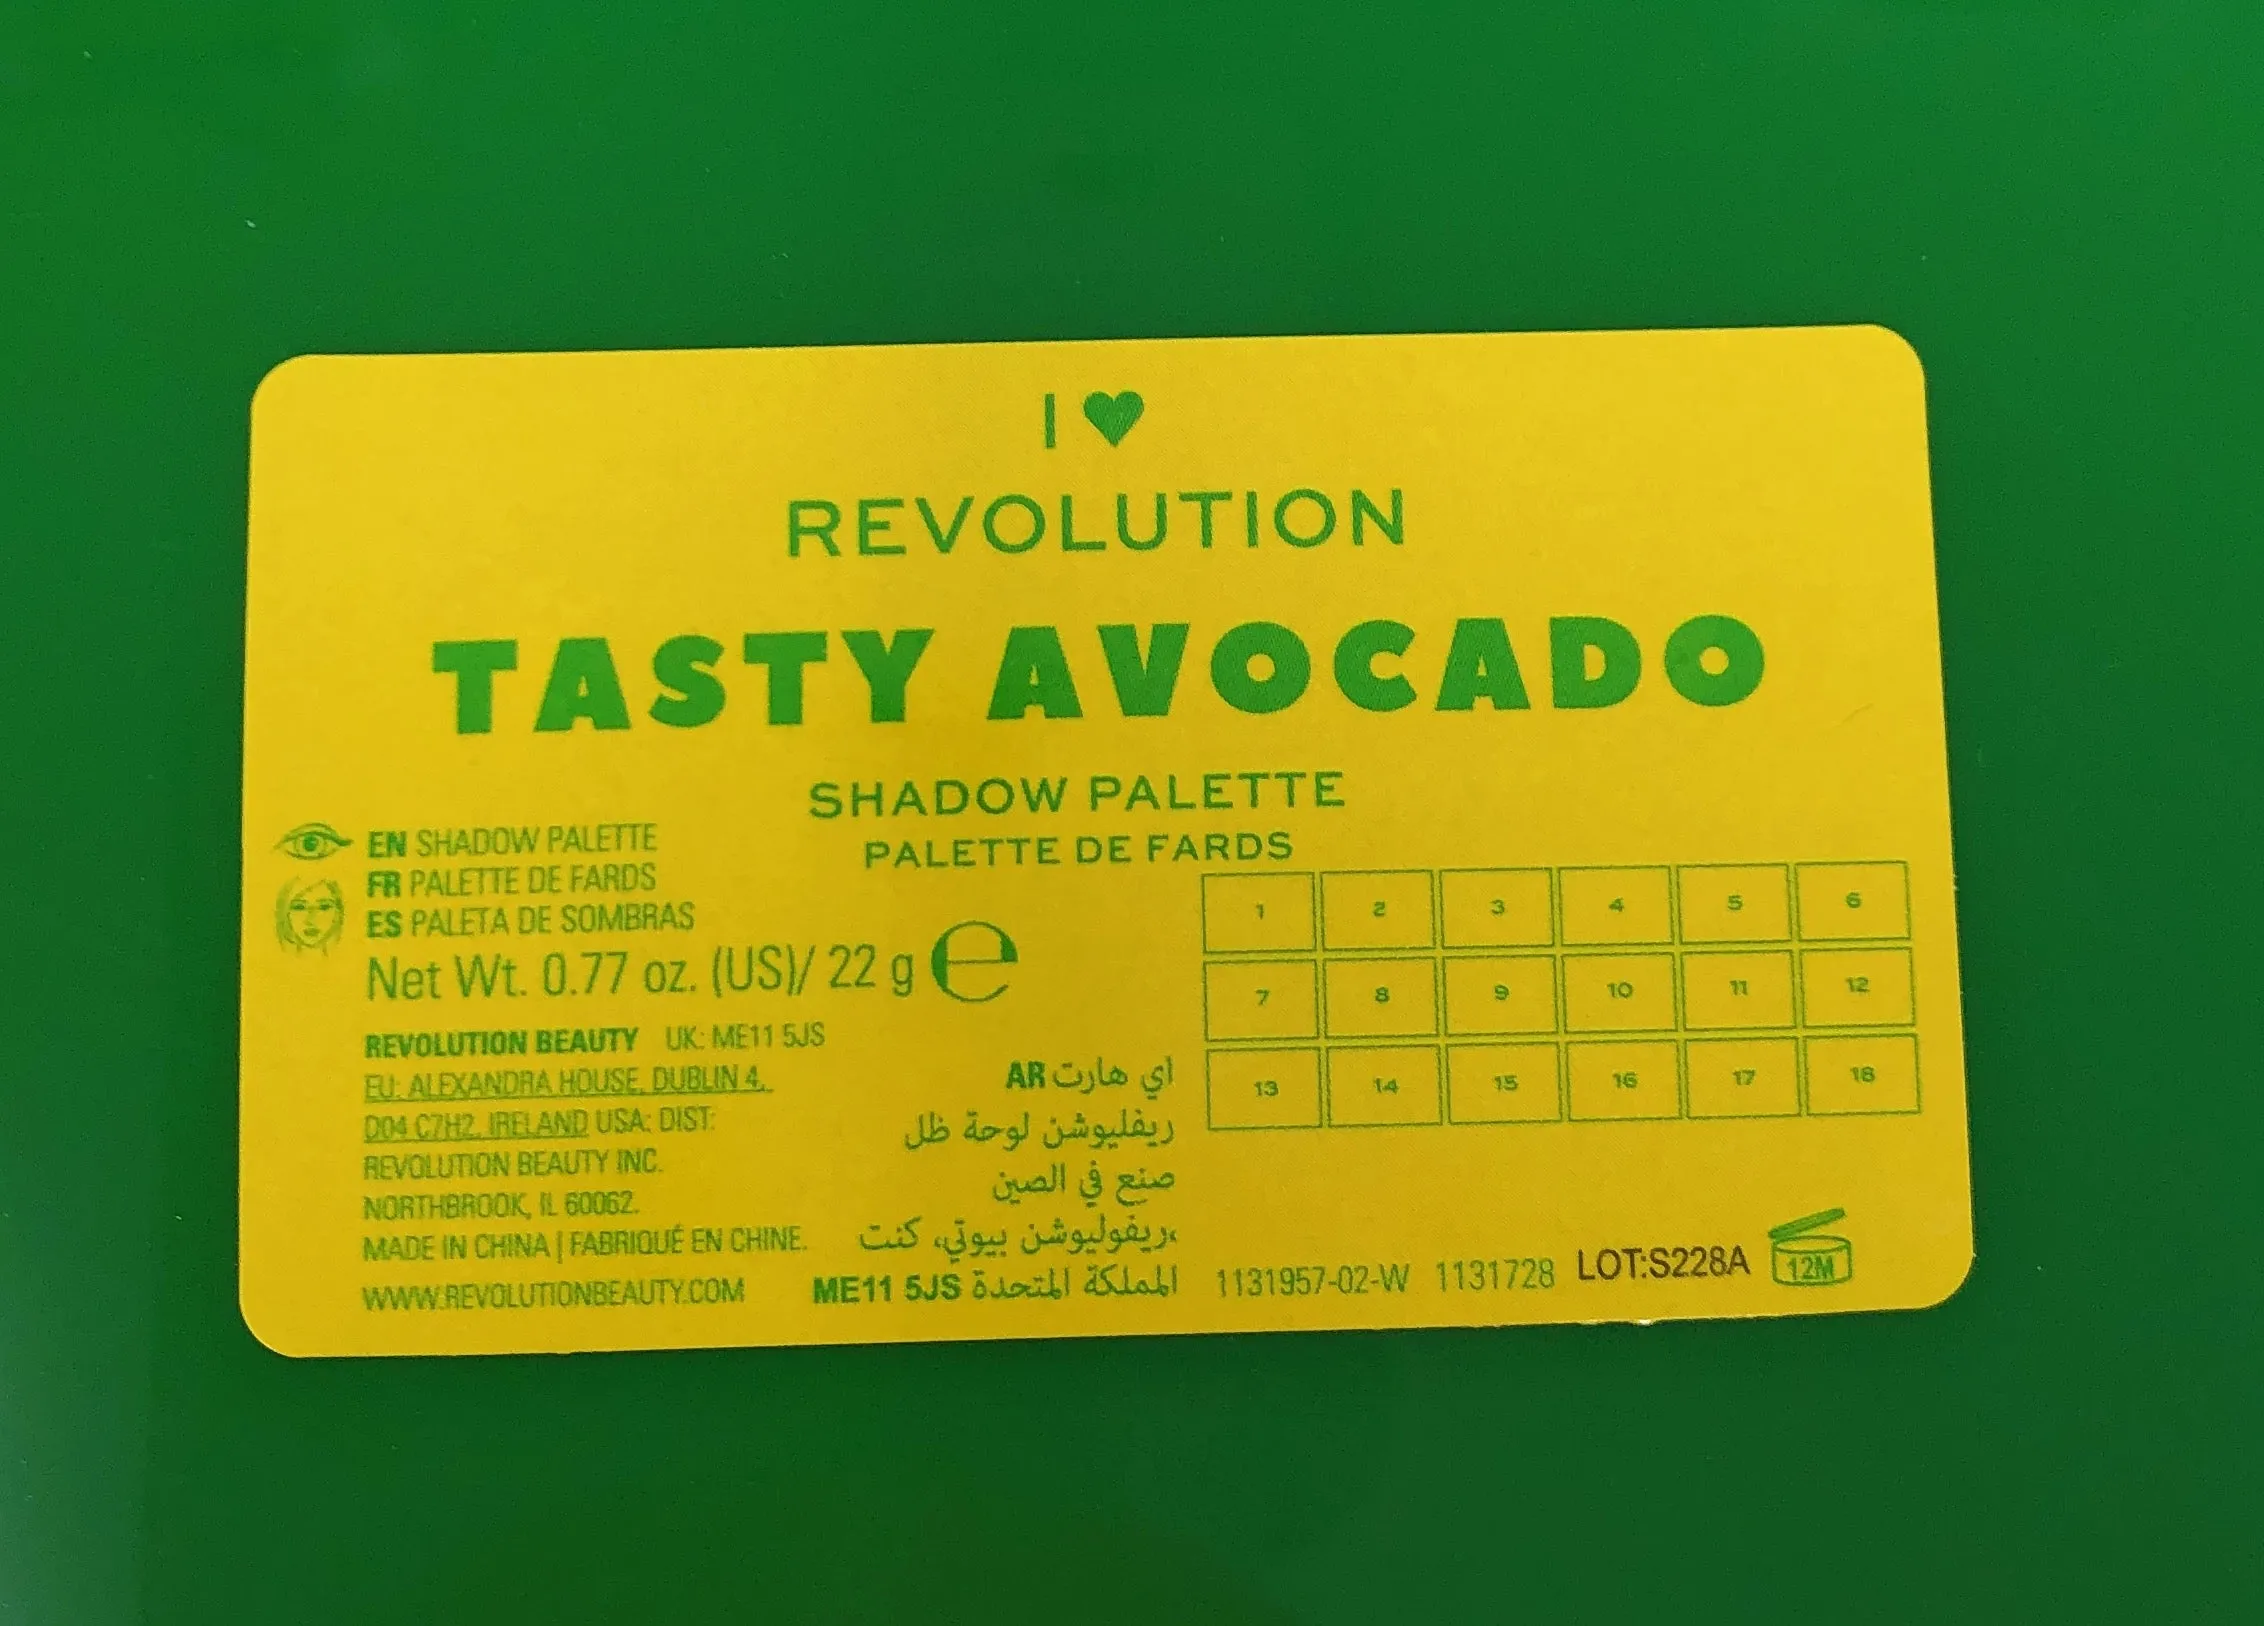 I ♥
REVOLUTION
TASTY AVOCADO
SHADOW PALETTE
PALETTE DE FARDS
EN SHADOW PALETTE
FR PALETTE DE FARDS
ES PALETA DE SOMBRAS
Net Wt. 0.77 oz. (US)/ 22 g ℮
REVOLUTION BEAUTY UK: ME11 5JS
EU: ALEXANDRA HOUSE, DUBLIN 4,
D04 C7H2, IRELAND USA: DIST:
REVOLUTION BEAUTY INC.
NORTHBROOK, IL 60062.
MADE IN CHINA | FABRIQUÉ EN CHINE.
WWW.REVOLUTIONBEAUTY.COM
AR اي هارت
ريفليوشن لوحة ظل
صنع في الصين
،ريفوليوشن بيوتي، كنت
المملكة المتحدة ME11 5JS
1 2 3 4 5 6
7 8 9 10 11 12
13 14 15 16 17 18
1131957-02-W 1131728 LOT:S228A 12M